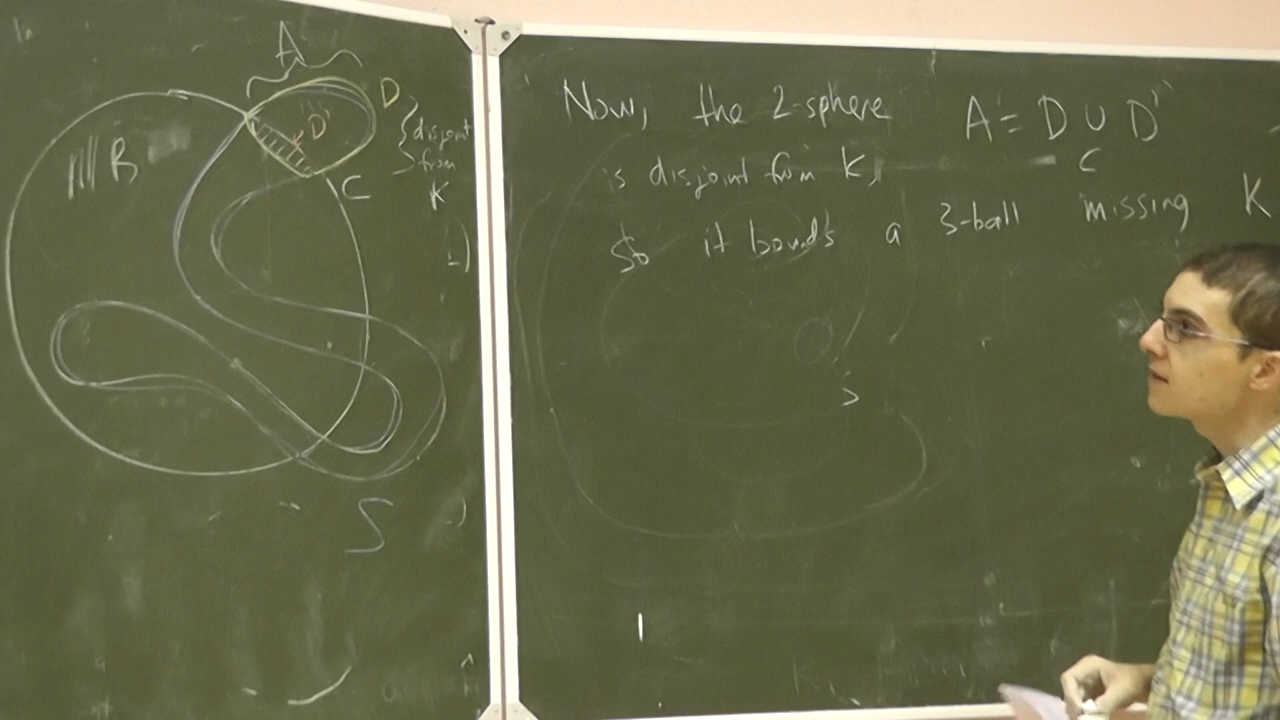 A
D
D'
B
disjoint
from
K
C
S
Now, the 2-sphere A' = D ∪ D'
C
is disjoint from K,
So it bounds a 3-ball missing K